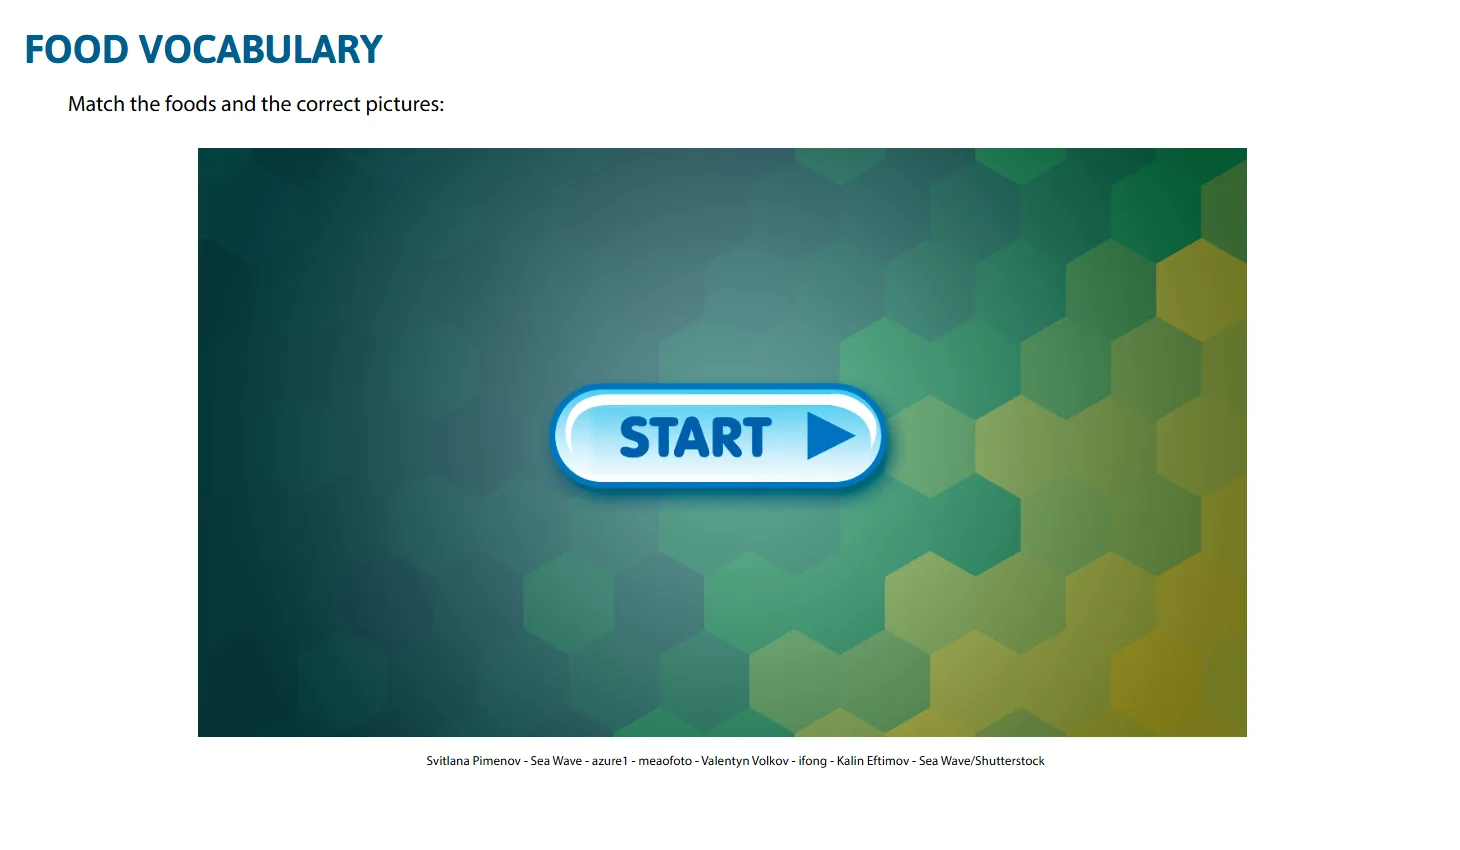 FOOD VOCABULARY
Match the foods and the correct pictures:
START
Svitlana Pimenov - Sea Wave - azure1 - meaofoto - Valentyn Volkov - ifong - Kalin Eftimov - Sea Wave/Shutterstock